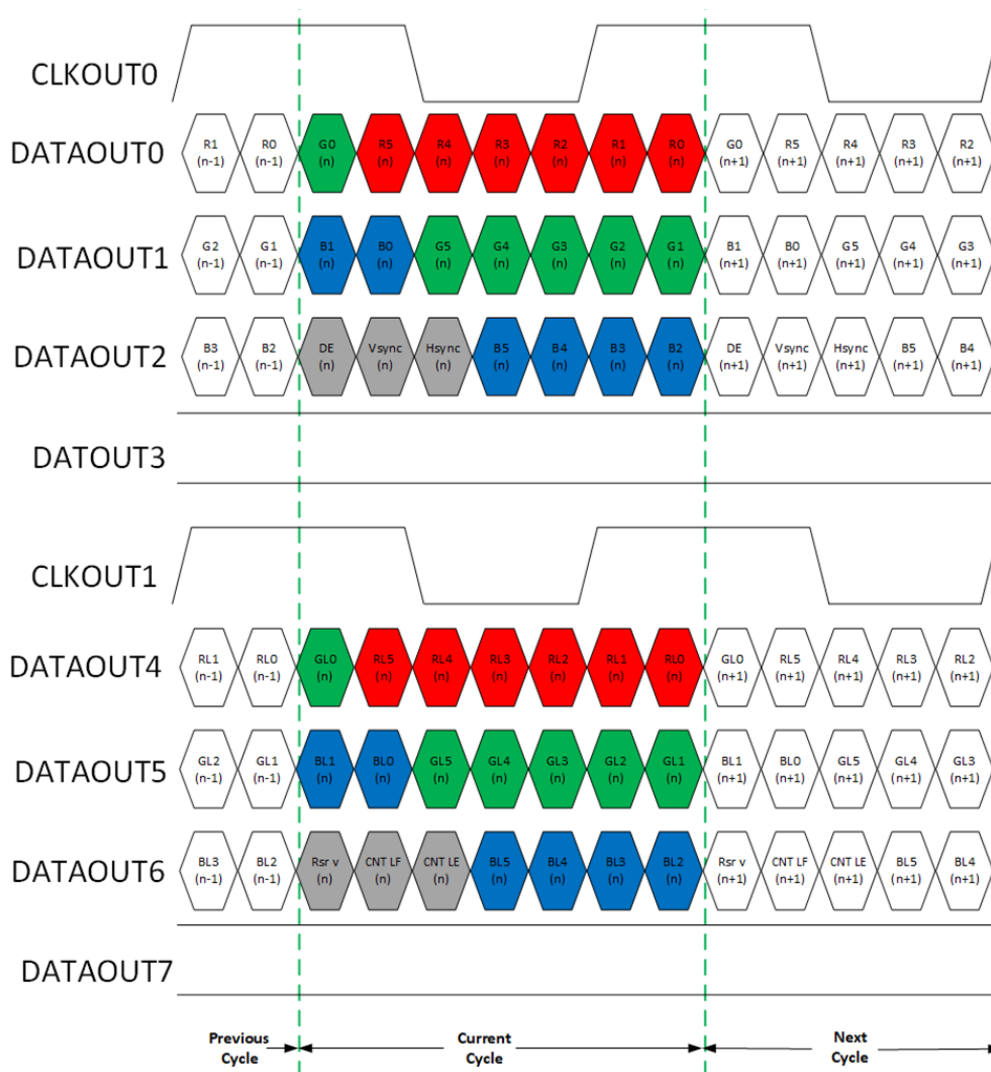 CLKOUT0
DATAOUT0
R1 R0 G0 R5 R4 R3 R2 R1 R0 G0 R5 R4 R3 R2
(n-1) (n-1) (n) (n) (n) (n) (n) (n) (n) (n+1) (n+1) (n+1) (n+1) (n+1)
DATAOUT1
G2 G1 B1 B0 G5 G4 G3 G2 G1 B1 B0 G5 G4 G3
(n-1) (n-1) (n) (n) (n) (n) (n) (n) (n) (n+1) (n+1) (n+1) (n+1) (n+1)
DATAOUT2
B3 B2 DE Vsync Hsync B5 B4 B3 B2 DE Vsync Hsync B5 B4
(n-1) (n-1) (n) (n) (n) (n) (n) (n) (n) (n+1) (n+1) (n+1) (n+1) (n+1)
DATOUT3
CLKOUT1
DATAOUT4
RL1 RL0 GL0 RL5 RL4 RL3 RL2 RL1 RL0 GL0 RL5 RL4 RL3 RL2
(n-1) (n-1) (n) (n) (n) (n) (n) (n) (n) (n+1) (n+1) (n+1) (n+1) (n+1)
DATAOUT5
GL2 GL1 BL1 BL0 GL5 GL4 GL3 GL2 GL1 BL1 BL0 GL5 GL4 GL3
(n-1) (n-1) (n) (n) (n) (n) (n) (n) (n) (n+1) (n+1) (n+1) (n+1) (n+1)
DATAOUT6
BL3 BL2 Rsr v CNT LF CNT LE BL5 BL4 BL3 BL2 Rsr v CNT LF CNT LE BL5 BL4
(n-1) (n-1) (n) (n) (n) (n) (n) (n) (n) (n+1) (n+1) (n+1) (n+1) (n+1)
DATAOUT7
Previous Current Next
Cycle Cycle Cycle